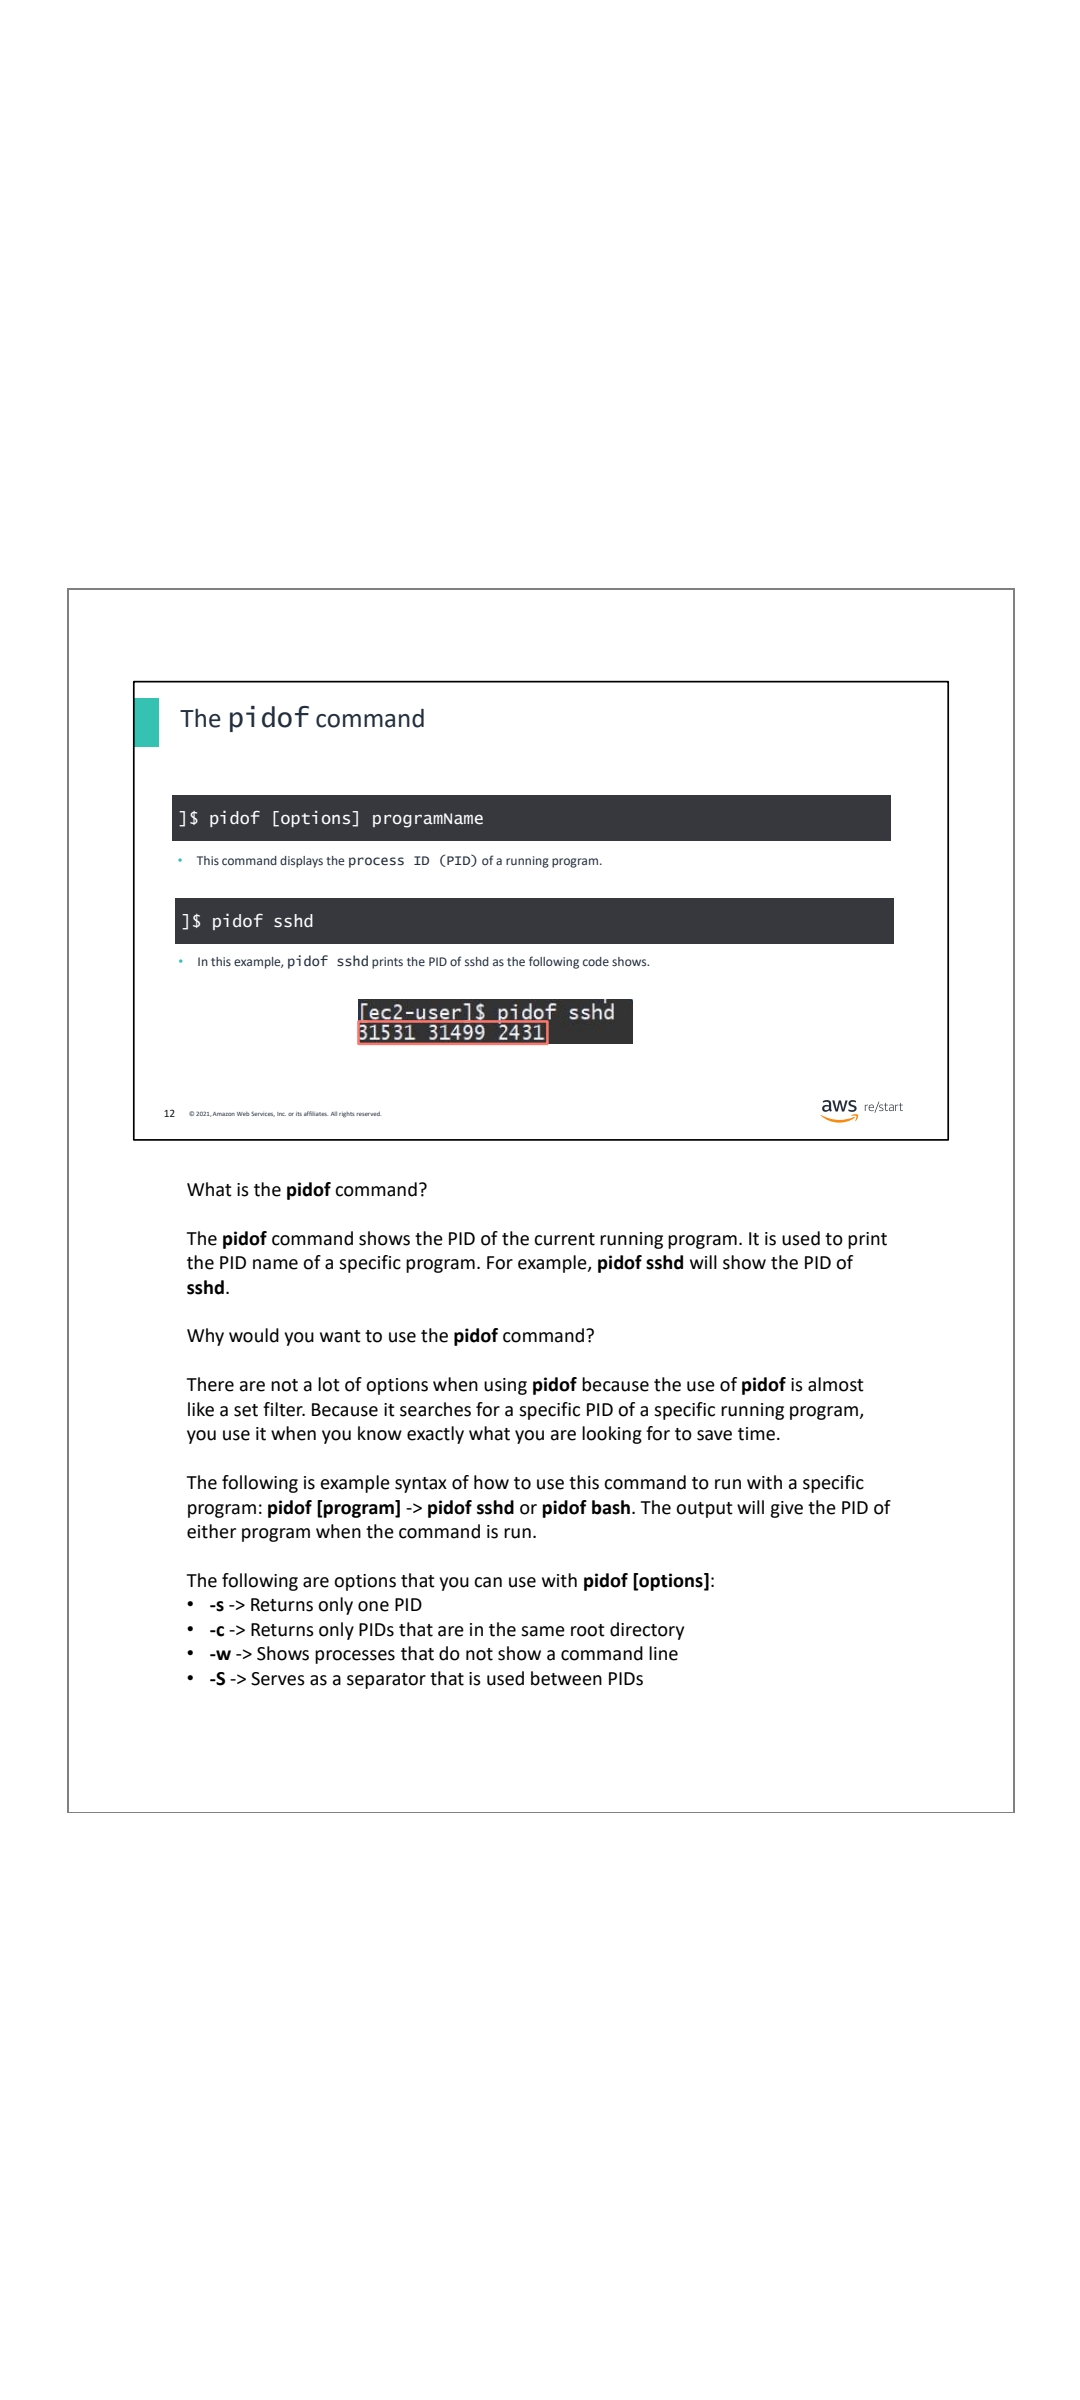 The pidof command
]$ pidof [options] programName
• This command displays the process ID (PID) of a running program.
]$ pidof sshd
• In this example, pidof sshd prints the PID of sshd as the following code shows.
[ec2-user]$ pidof sshd
31531 31499 2431
12 © 2021, Amazon Web Services, Inc. or its affiliates. All rights reserved.
aws re/start
What is the pidof command?
The pidof command shows the PID of the current running program. It is used to print
the PID name of a specific program. For example, pidof sshd will show the PID of
sshd.
Why would you want to use the pidof command?
There are not a lot of options when using pidof because the use of pidof is almost
like a set filter. Because it searches for a specific PID of a specific running program,
you use it when you know exactly what you are looking for to save time.
The following is example syntax of how to use this command to run with a specific
program: pidof [program] -> pidof sshd or pidof bash. The output will give the PID of
either program when the command is run.
The following are options that you can use with pidof [options]:
• -s -> Returns only one PID
• -c -> Returns only PIDs that are in the same root directory
• -w -> Shows processes that do not show a command line
• -S -> Serves as a separator that is used between PIDs